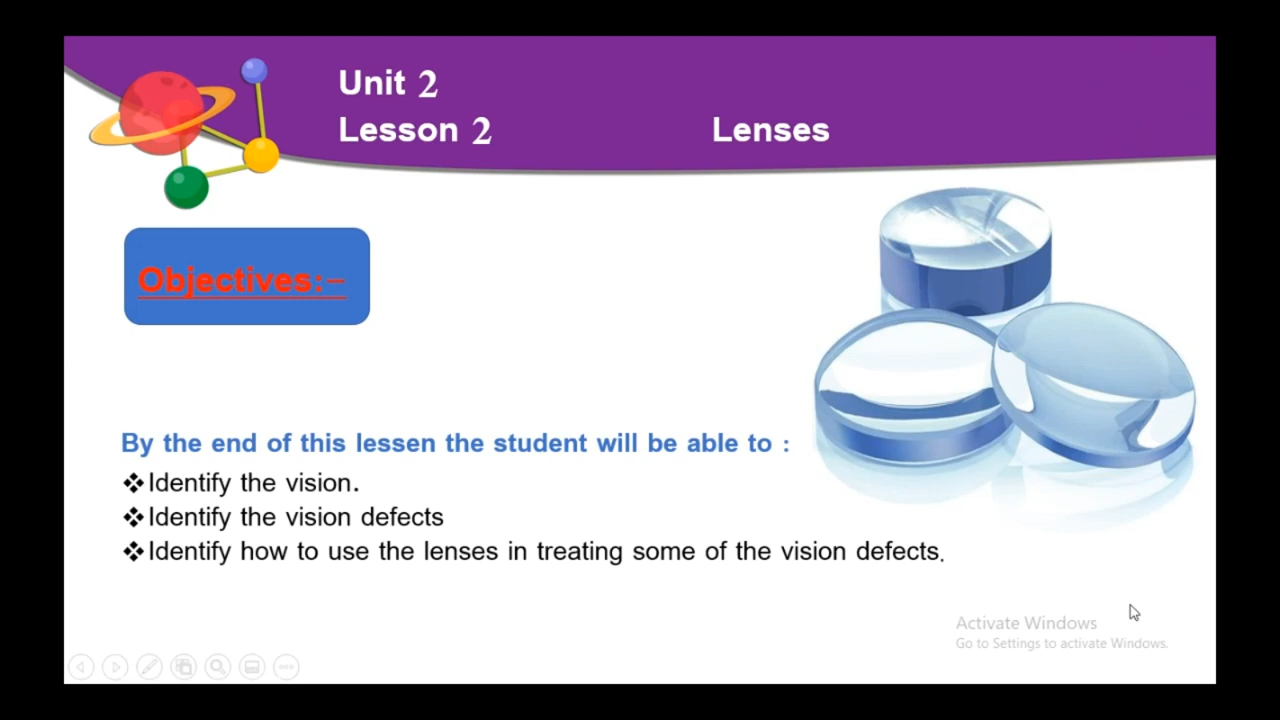 Unit 2
Lesson 2 Lenses
Objectives:-
By the end of this lessen the student will be able to :
❖Identify the vision.
❖Identify the vision defects
❖Identify how to use the lenses in treating some of the vision defects.
Activate Windows
Go to Settings to activate Windows.